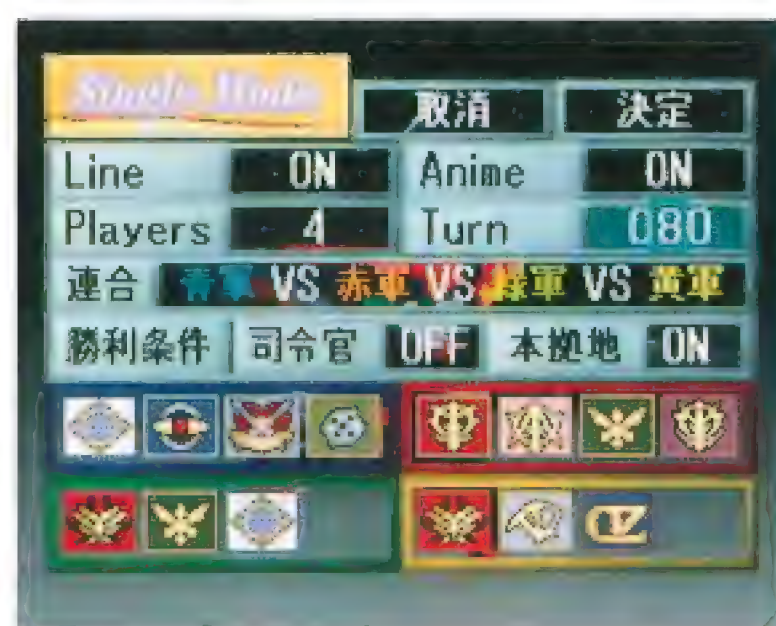 Single Mode
取消 決定
Line ON Anime ON
Players 4 Turn 080
連合 青軍 VS 赤軍 VS 緑軍 VS 黄軍
勝利条件 司令官 OFF 本拠地 ON